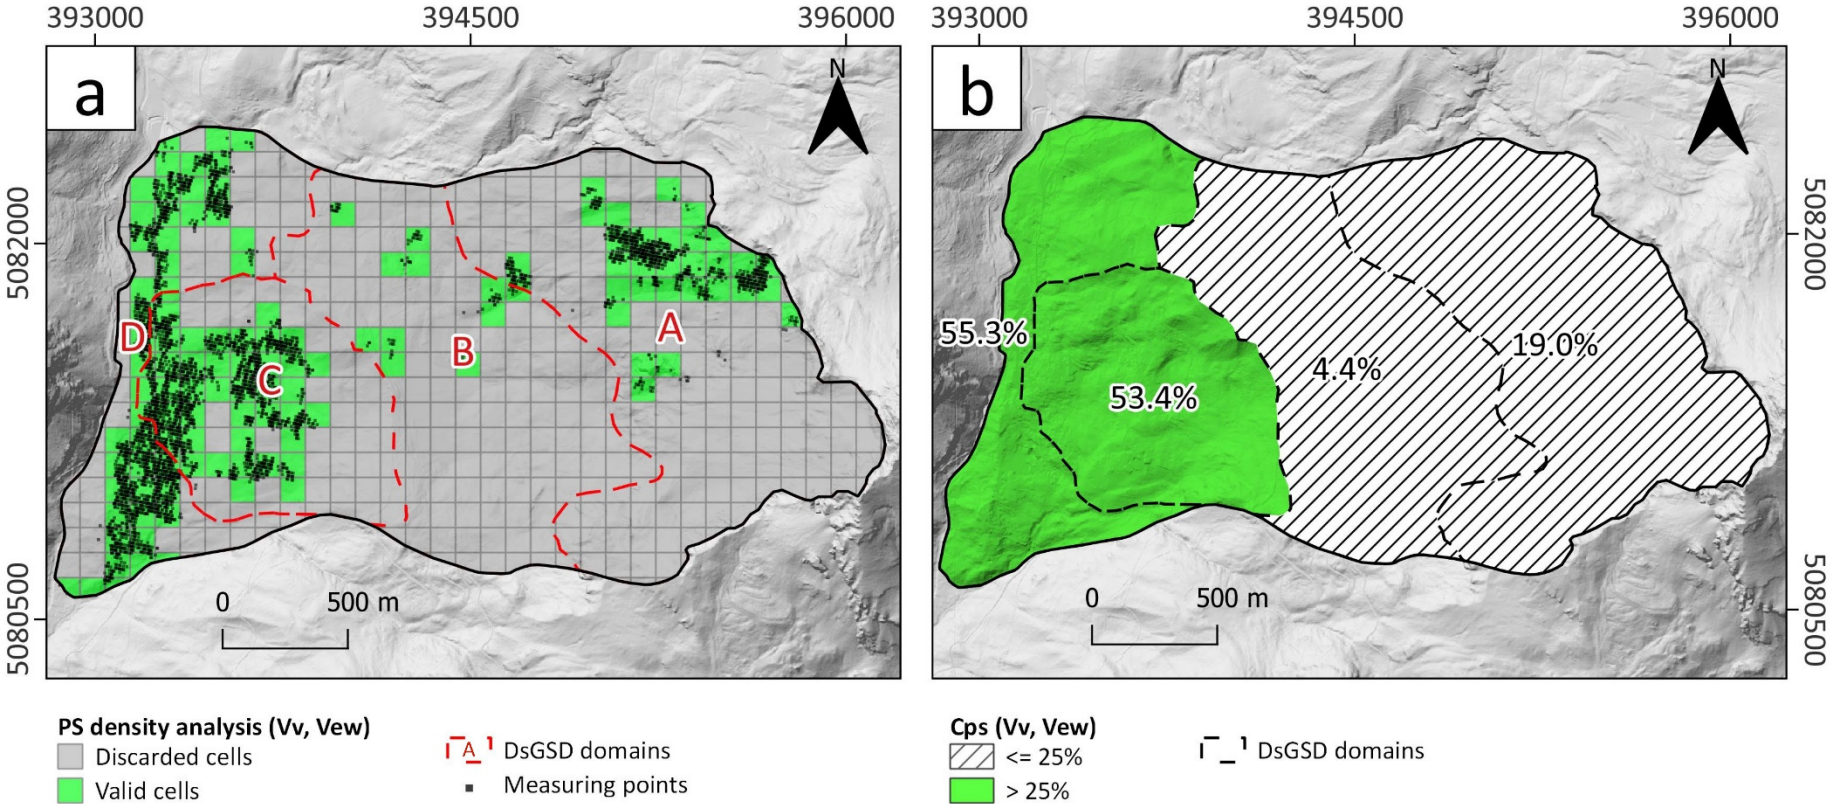 393000 394500 396000 393000 394500 396000
a N b N
5082000 5082000
D B A C
55.3% 19.0%
4.4%
53.4%
0 500 m 0 500 m
5080500 5080500
PS density analysis (Vv, Vew)
Discarded cells
Valid cells
A DsGSD domains
Measuring points
Cps (Vv, Vew)
<= 25%
> 25%
DsGSD domains